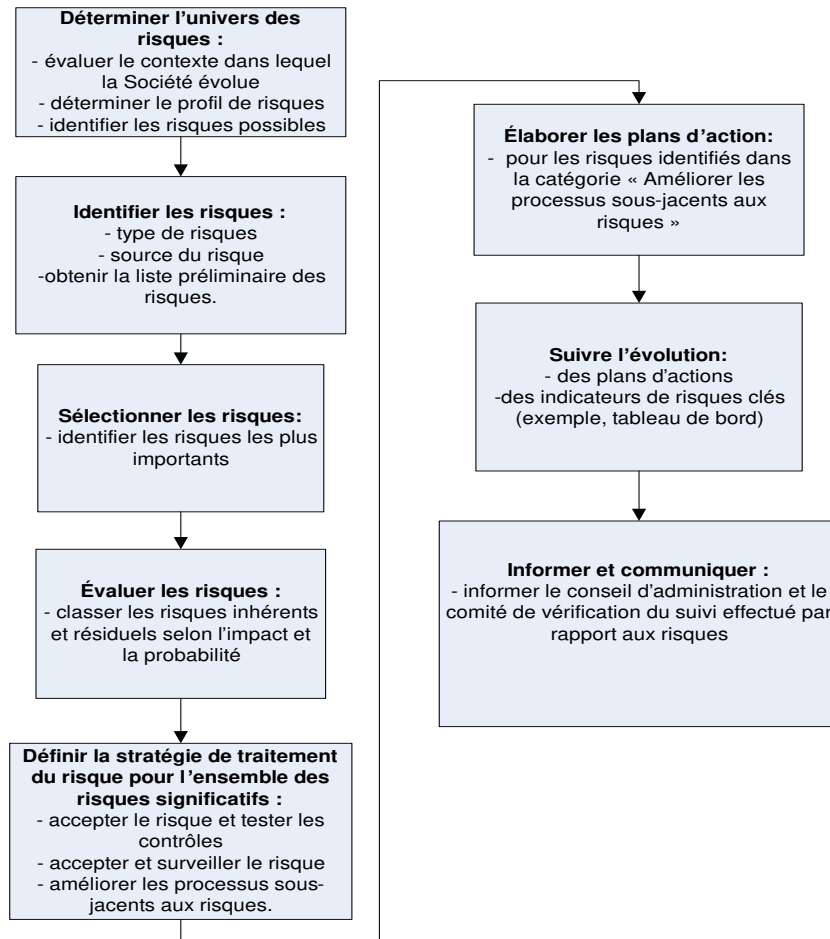 Déterminer l'univers des
risques :
- évaluer le contexte dans lequel
la Société évolue
- déterminer le profil de risques
- identifier les risques possibles
Identifier les risques :
- type de risques
- source du risque
-obtenir la liste préliminaire des
risques.
Sélectionner les risques:
- identifier les risques les plus
importants
Évaluer les risques :
- classer les risques inhérents
et résiduels selon l'impact et
la probabilité
Définir la stratégie de traitement
du risque pour l'ensemble des
risques significatifs :
- accepter le risque et tester les
contrôles
- accepter et surveiller le risque
- améliorer les processus sous-
jacents aux risques.
Élaborer les plans d'action:
- pour les risques identifiés dans
la catégorie « Améliorer les
processus sous-jacents aux
risques »
Suivre l'évolution:
- des plans d'actions
-des indicateurs de risques clés
(exemple, tableau de bord)
Informer et communiquer :
- informer le conseil d'administration et le
comité de vérification du suivi effectué par
rapport aux risques